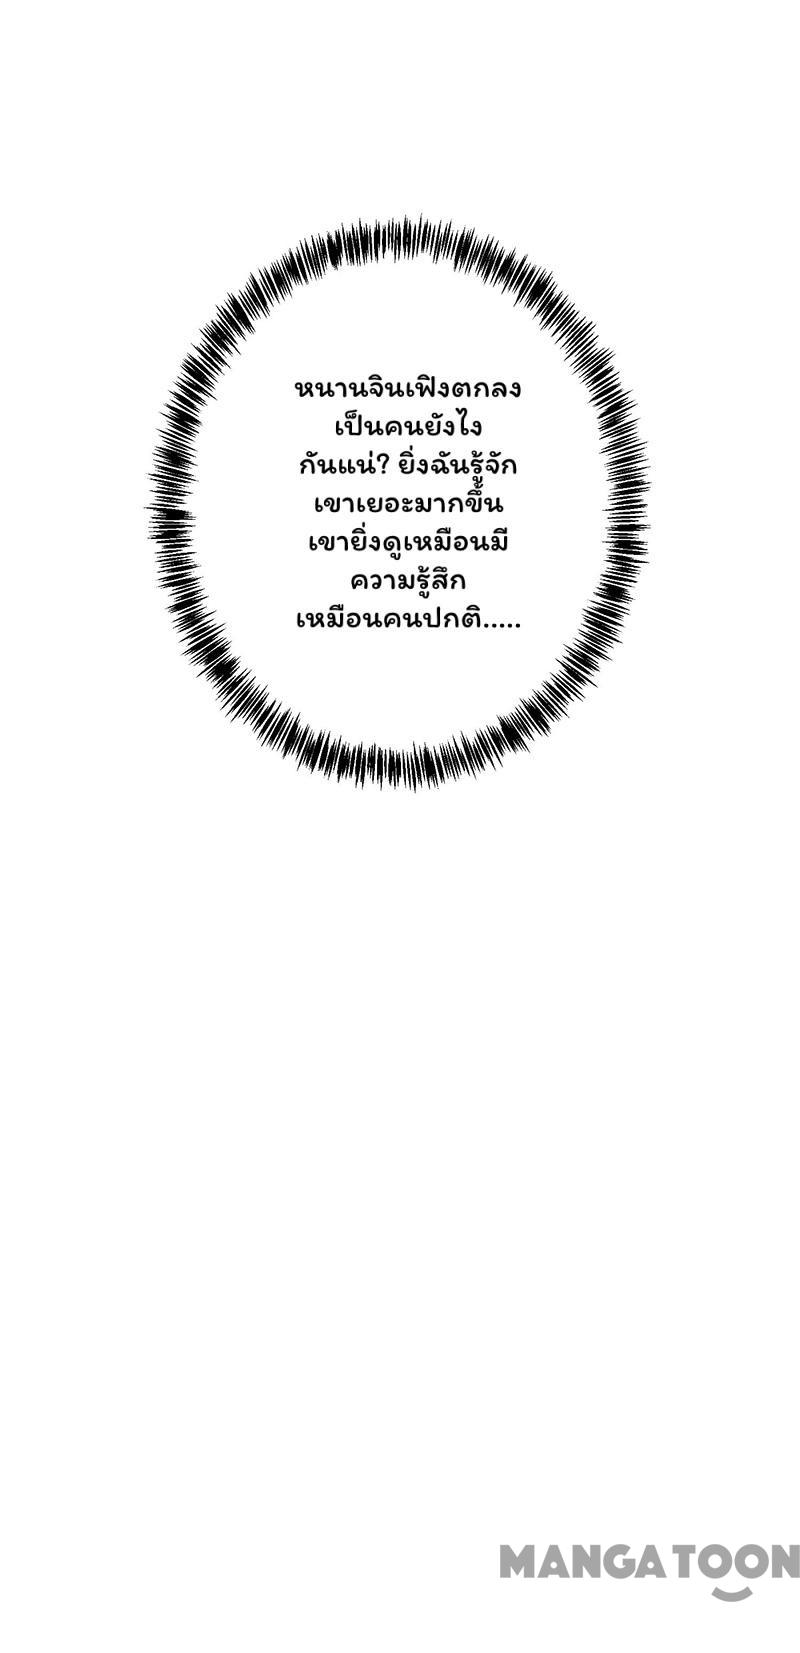 หนานจินเฟิงตกลง
เป็นคนยังไง
กันแน่? ยิ่งฉันรู้จัก
เขาเยอะมากขึ้น
เขายิ่งดูเหมือนมี
ความรู้สึก
เหมือนคนปกติ.....
MANGATOON